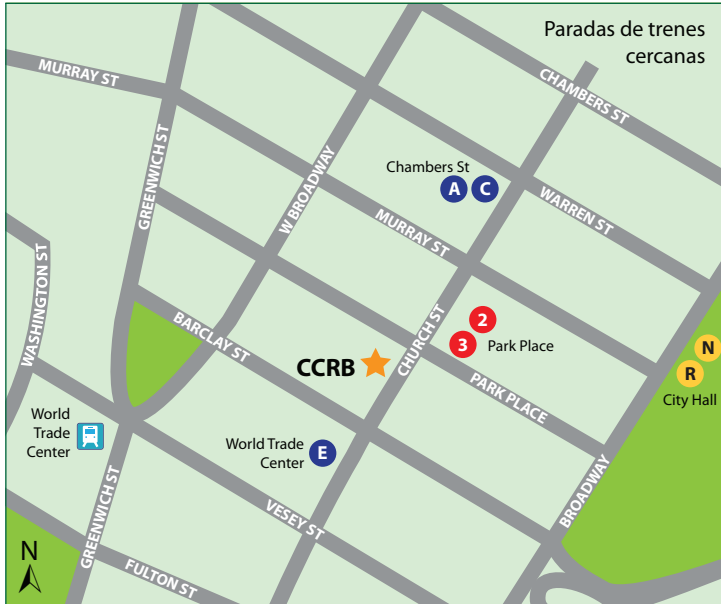 Paradas de trenes
cercanas
MURRAY ST
CHAMBERS ST
GREENWICH ST
W BROADWAY
Chambers St
A C
WARREN ST
MURRAY ST
WASHINGTON ST
BARCLAY ST
CHURCH ST
2
3
Park Place
N
R
City Hall
CCRB
PARK PLACE
World
Trade
Center
World Trade
Center
E
BROADWAY
VESEY ST
GREENWICH ST
FULTON ST
N